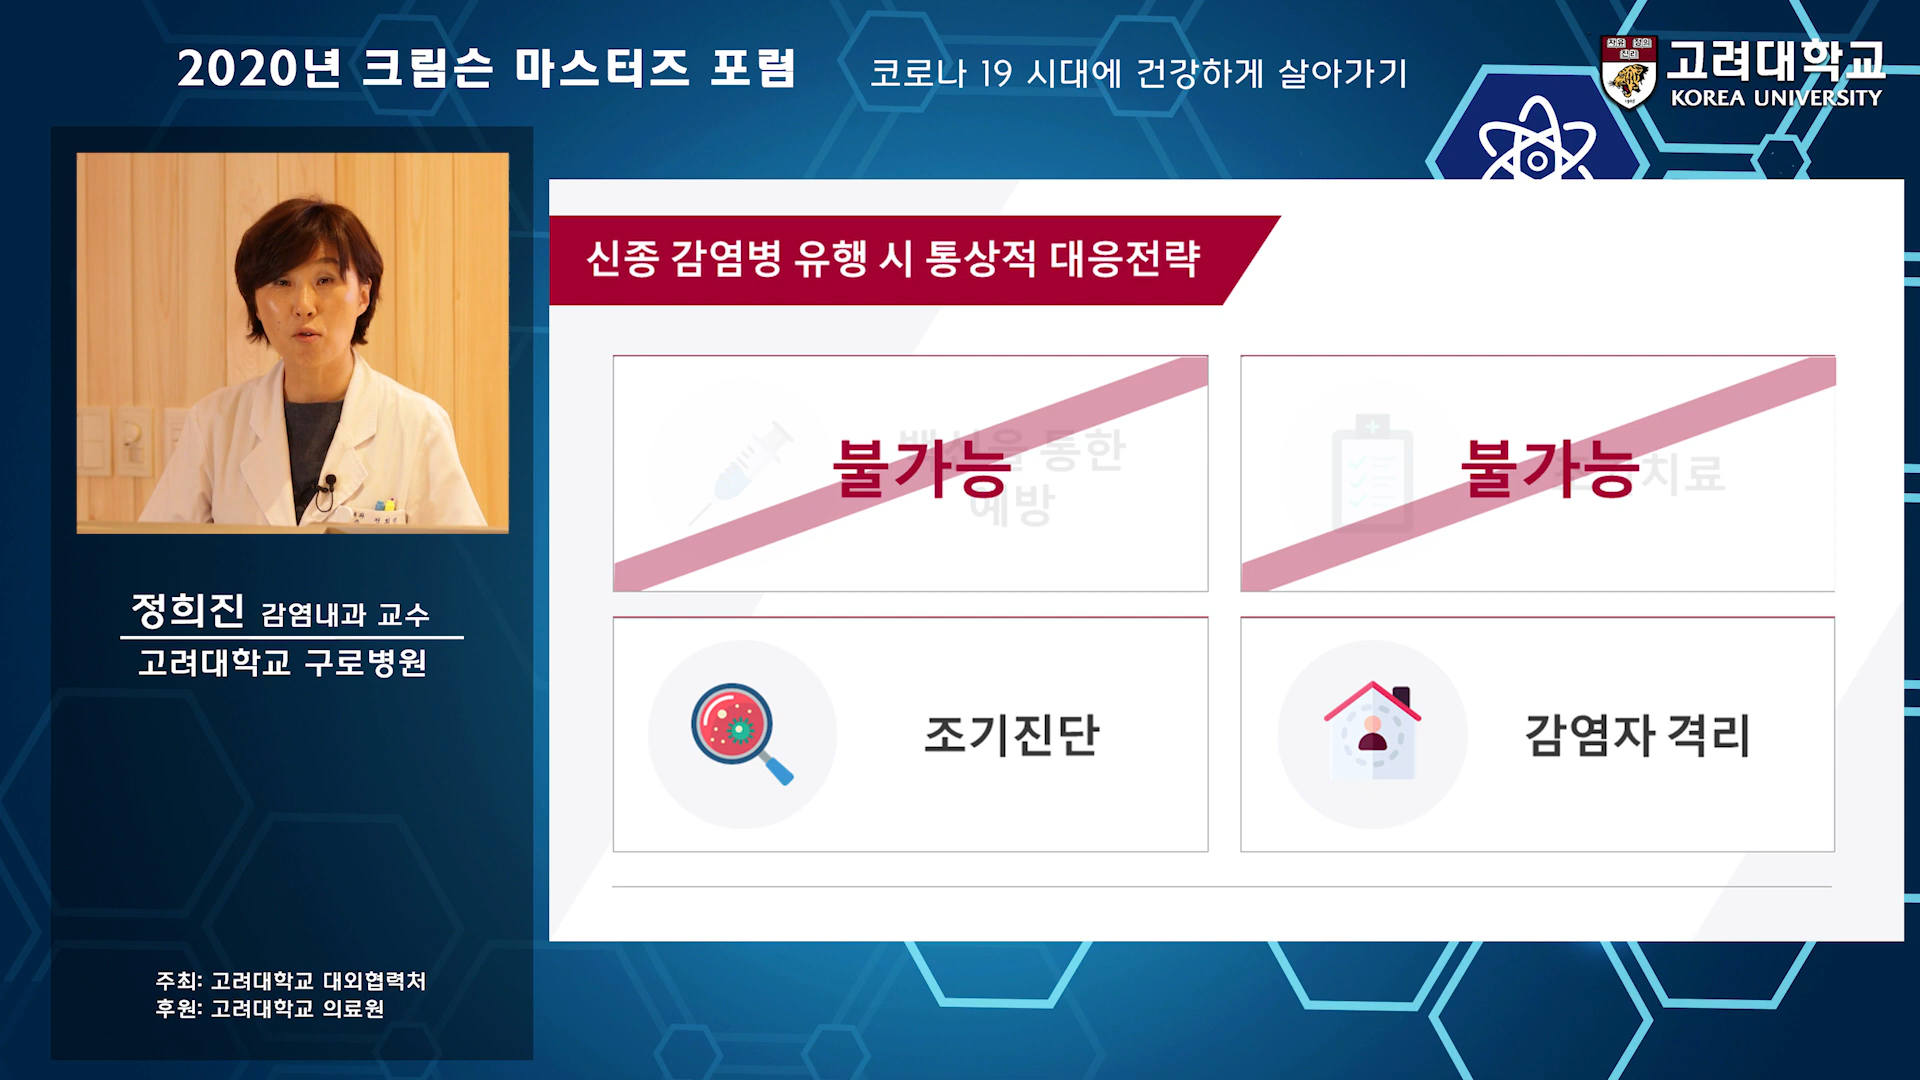 2020년 크림슨 마스터즈 포럼
코로나 19 시대에 건강하게 살아가기
고려대학교
KOREA UNIVERSITY
신종 감염병 유행 시 통상적 대응전략
불가능
통한
예방
불가능
치료
조기진단
감염자 격리
정희진 감염내과 교수
고려대학교 구로병원
주최: 고려대학교 대외협력처
후원: 고려대학교 의료원